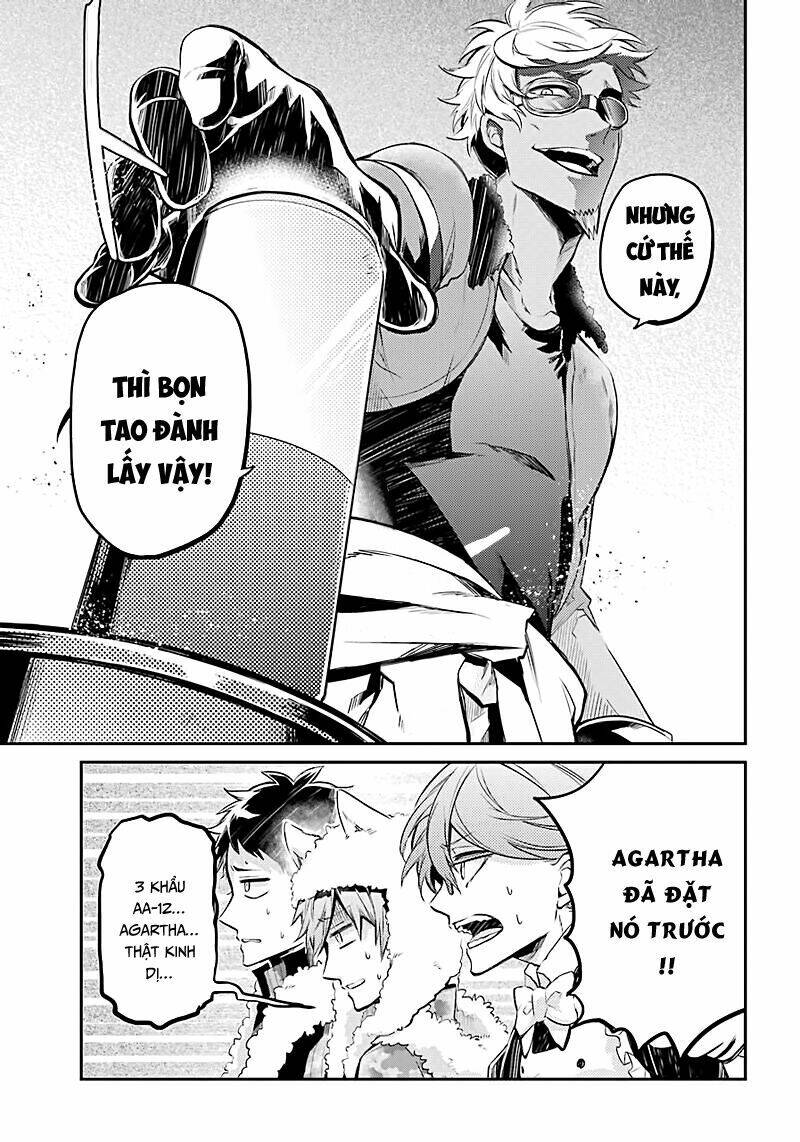 NHƯNG
CỨ THẾ
NÀY,
THÌ BỌN
TAO ĐÀNH
LẤY VẬY!
AGARTHA
ĐÃ ĐẶT
NÓ TRƯỚC
!!
3 KHẨU
AA-12...
AGARTHA...
THẬT KINH
DỊ...